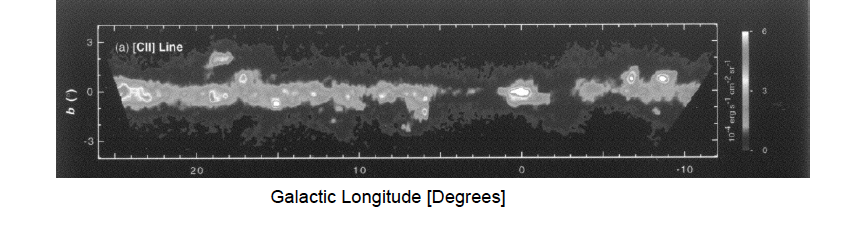 (a) [CII] Line
3
0
-3
b (°)
20
10
0
-10
6
3
0
10⁻⁴ erg s⁻¹ cm⁻² sr⁻¹
Galactic Longitude [Degrees]